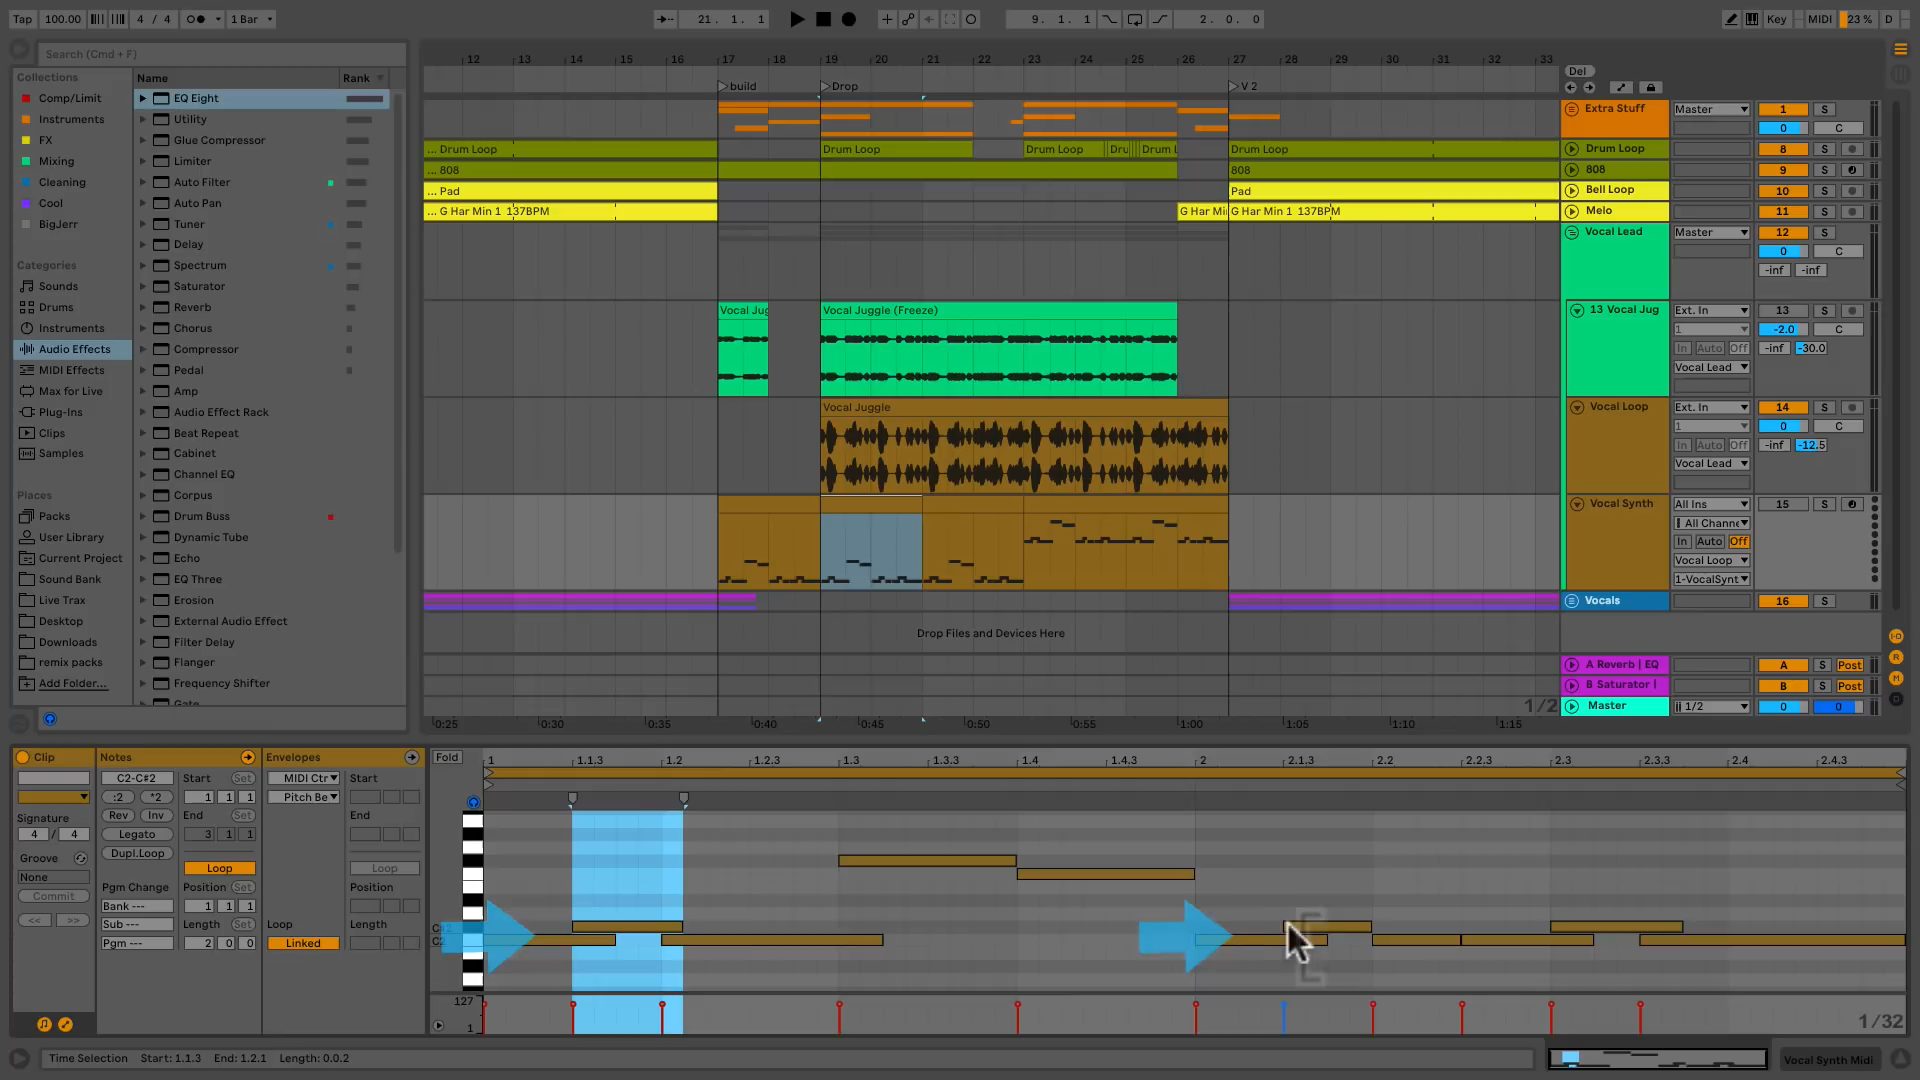 Tap 100.00 4 / 4 1 Bar 21. 1. 1 9. 1. 1 2. 0. 0 Key MIDI 23 % D
Search (Cmd + F)
Collections
Comp/Limit
Instruments
FX
Mixing
Cleaning
Cool
BigJerr
Categories
Sounds
Drums
Instruments
Audio Effects
MIDI Effects
Max for Live
Plug-Ins
Clips
Samples
Places
Packs
User Library
Current Project
Sound Bank
Live Trax
Desktop
Downloads
remix packs
Add Folder...
Name Rank
EQ Eight
Utility
Glue Compressor
Limiter
Auto Filter
Auto Pan
Tuner
Delay
Spectrum
Saturator
Reverb
Chorus
Compressor
Pedal
Amp
Audio Effect Rack
Beat Repeat
Cabinet
Channel EQ
Corpus
Drum Buss
Dynamic Tube
Echo
EQ Three
Erosion
External Audio Effect
Filter Delay
Flanger
Frequency Shifter
Gate
12 13 14 15 16 17 18 19 20 21 22 23 24 25 26 27 28 29 30 31 32 33
build Drop V 2
Del
... Drum Loop Drum Loop Drum Loop Dru Drum L Drum Loop
... 808 808
... Pad Pad
... G Har Min 1 137BPM G Har Mi G Har Min 1 137BPM
Vocal Jug Vocal Juggle (Freeze)
Vocal Juggle
Drop Files and Devices Here
1/2
0:25 0:30 0:35 0:40 0:45 0:50 0:55 1:00 1:05 1:10 1:15
Extra Stuff Master 1 S
0 C
Drum Loop 8 S
808 9 S
Bell Loop 10 S
Melo 11 S
Vocal Lead Master 12 S
0 C
-inf -inf
13 Vocal Jug Ext. In 13 S
1 -2.0 C
In Auto Off -inf -30.0
Vocal Lead
Vocal Loop Ext. In 14 S
1 0 C
In Auto Off -inf -12.5
Vocal Lead
Vocal Synth All Ins 15 S
All Channe
In Auto Off
Vocal Loop
1-VocalSynt
Vocals 16 S
A Reverb | EQ A S Post
B Saturator | B S Post
Master 1/2 0 0
Clip
Signature
4 / 4
Groove
None
Commit
<< >>
Notes
C2-C#2 Start Set
:2 *2 1 1 1
Rev Inv End Set
Legato 3 1 1
Dupl.Loop
Loop
Pgm Change Position Set
Bank --- 1 1 1
Sub --- Length Set
Pgm --- 2 0 0
Envelopes
MIDI Ctr Start
Pitch Be
End
Loop
Position
Loop Length
Linked
Fold 1 1.1.3 1.2 1.2.3 1.3 1.3.3 1.4 1.4.3 2 2.1.3 2.2 2.2.3 2.3 2.3.3 2.4 2.4.3
C2
127
1
1/32
Time Selection Start: 1.1.3 End: 1.2.1 Length: 0.0.2
Vocal Synth Midi